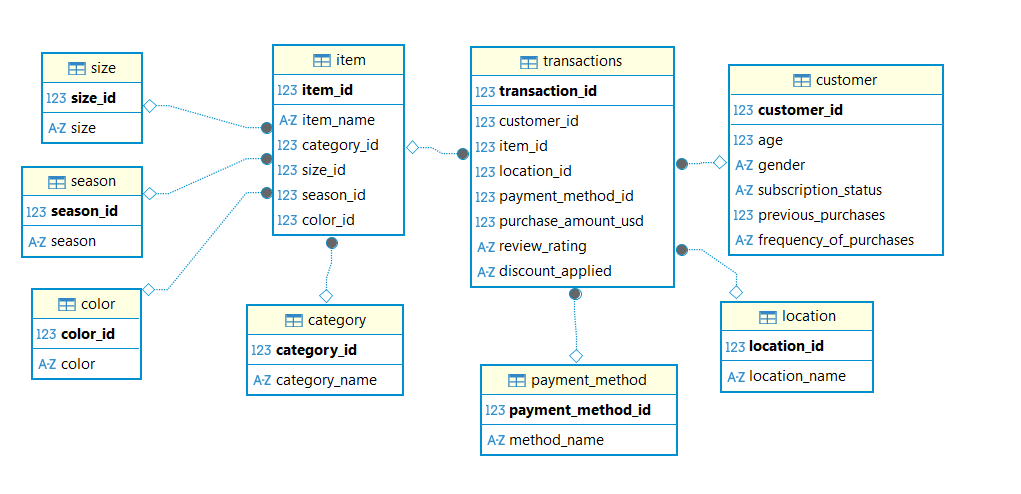 size
123 size_id
A-Z size
season
123 season_id
A-Z season
color
123 color_id
A-Z color
item
123 item_id
A-Z item_name
123 category_id
123 size_id
123 season_id
123 color_id
category
123 category_id
A-Z category_name
transactions
123 transaction_id
123 customer_id
123 item_id
123 location_id
123 payment_method_id
123 purchase_amount_usd
A-Z review_rating
A-Z discount_applied
payment_method
123 payment_method_id
A-Z method_name
customer
123 customer_id
123 age
A-Z gender
A-Z subscription_status
123 previous_purchases
A-Z frequency_of_purchases
location
123 location_id
A-Z location_name